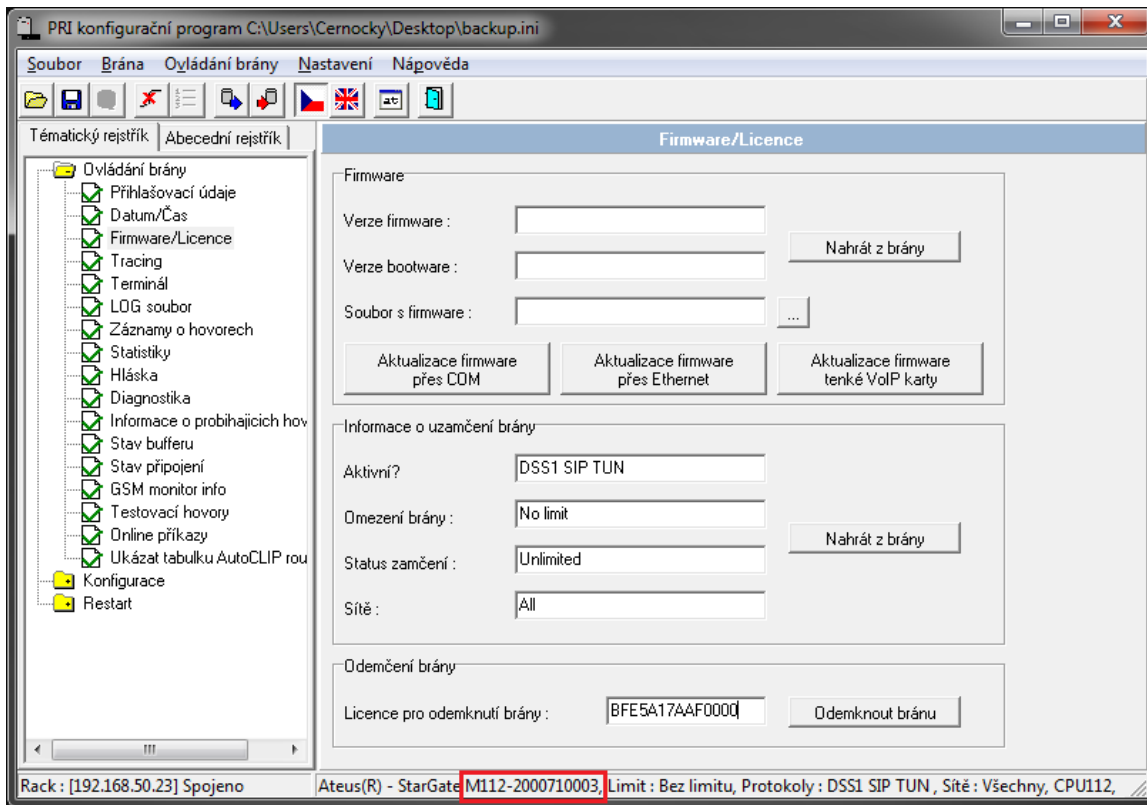 PRI konfigurační program C:\Users\Cernocky\Desktop\backup.ini
Soubor Brána Ovládání brány Nastavení Nápověda
Tématický rejstřík Abecední rejstřík
Ovládání brány
Přihlašovací údaje
Datum/Čas
Firmware/Licence
Tracing
Terminál
LOG soubor
Záznamy o hovorech
Statistiky
Hláska
Diagnostika
Informace o probihajicich hov
Stav bufferu
Stav připojení
GSM monitor info
Testovací hovory
Online příkazy
Ukázat tabulku AutoCLIP rou
Konfigurace
Restart
Firmware/Licence
Firmware
Verze firmware :
Nahrát z brány
Verze bootware :
Soubor s firmware :
...
Aktualizace firmware přes COM
Aktualizace firmware přes Ethernet
Aktualizace firmware tenké VoIP karty
Informace o uzamčení brány
Aktivní? DSS1 SIP TUN
Omezení brány : No limit
Nahrát z brány
Status zamčení : Unlimited
Sítě : All
Odemčení brány
Licence pro odemknutí brány : BFE5A17AAF0000 Odemknout bránu
Rack : [192.168.50.23] Spojeno Ateus(R) - StarGate M112-2000710003, Limit : Bez limitu, Protokoly : DSS1 SIP TUN , Sítě : Všechny, CPU112,